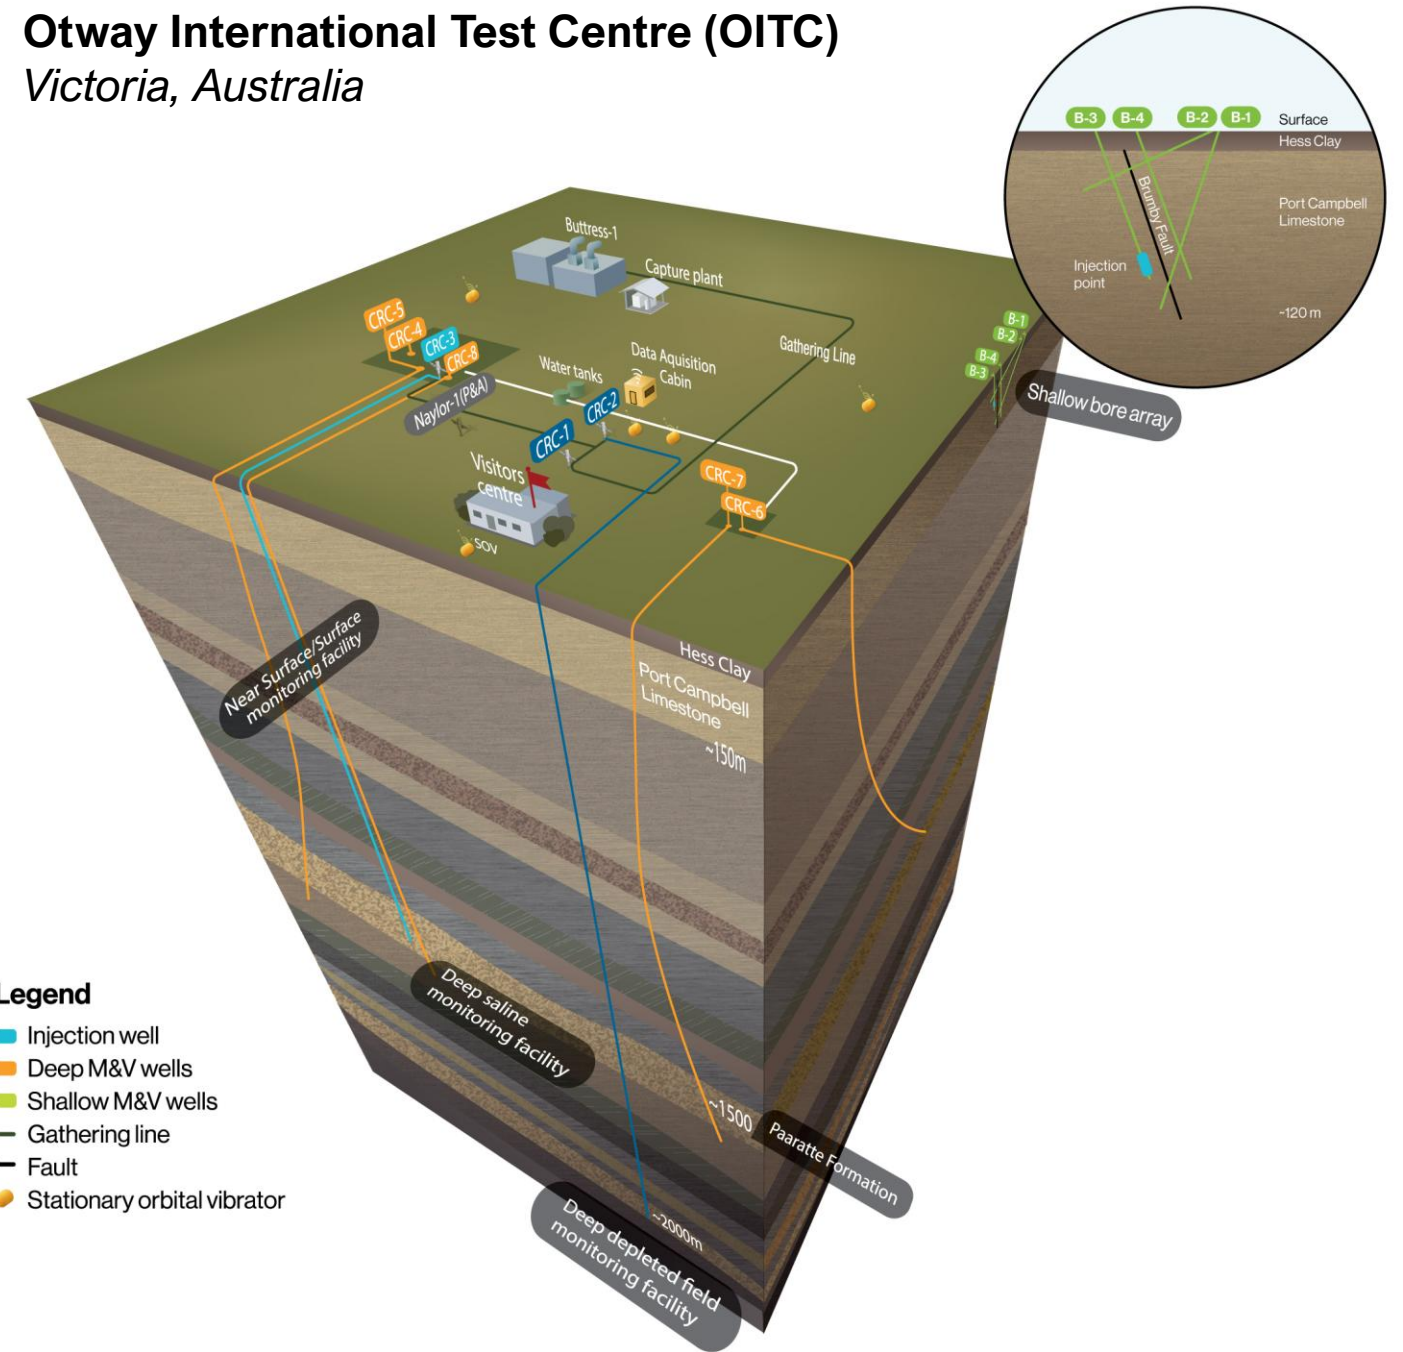 Otway International Test Centre (OITC)
Victoria, Australia
B-3
B-4
B-2
B-1
Surface
Hess Clay
Brumby Fault
Port Campbell
Limestone
Injection
point
~120 m
Buttress-1
Capture plant
Gathering Line
CRC-5
CRC-4
CRC-3
CRC-8
Naylor-1(P&A)
Water tanks
Data Aquisition
Cabin
CRC-2
CRC-1
Visitors
centre
SOV
CRC-7
CRC-6
B-1
B-2
B-4
B-3
Shallow bore array
Hess Clay
Port Campbell
Limestone
~150m
Near Surface/Surface
monitoring facility
Deep saline
monitoring facility
~1500
Paaratte Formation
~2000m
Deep depleted field
monitoring facility
Legend
Injection well
Deep M&V wells
Shallow M&V wells
Gathering line
Fault
Stationary orbital vibrator